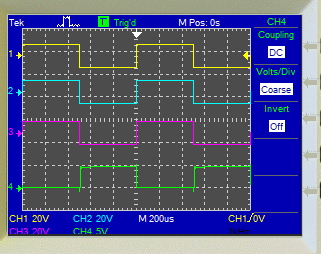 Tek Trig'd M Pos: 0s CH4
Coupling
DC
Volts/Div
Coarse
Invert
Off
1
2
3
4
CH1 20V CH2 20V M 200us CH1/0V
CH3 20V CH4 5V